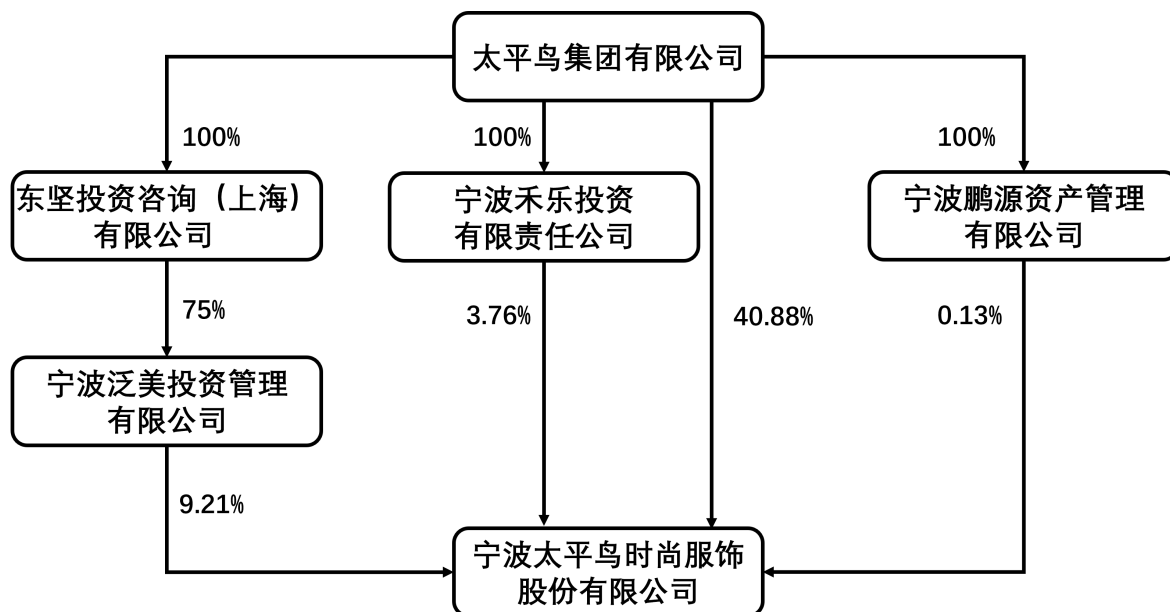 太平鸟集团有限公司
100%
100%
100%
东坚投资咨询（上海）
有限公司
宁波禾乐投资
有限责任公司
宁波鹏源资产管理
有限公司
75%
3.76%
40.88%
0.13%
宁波泛美投资管理
有限公司
9.21%
宁波太平鸟时尚服饰
股份有限公司